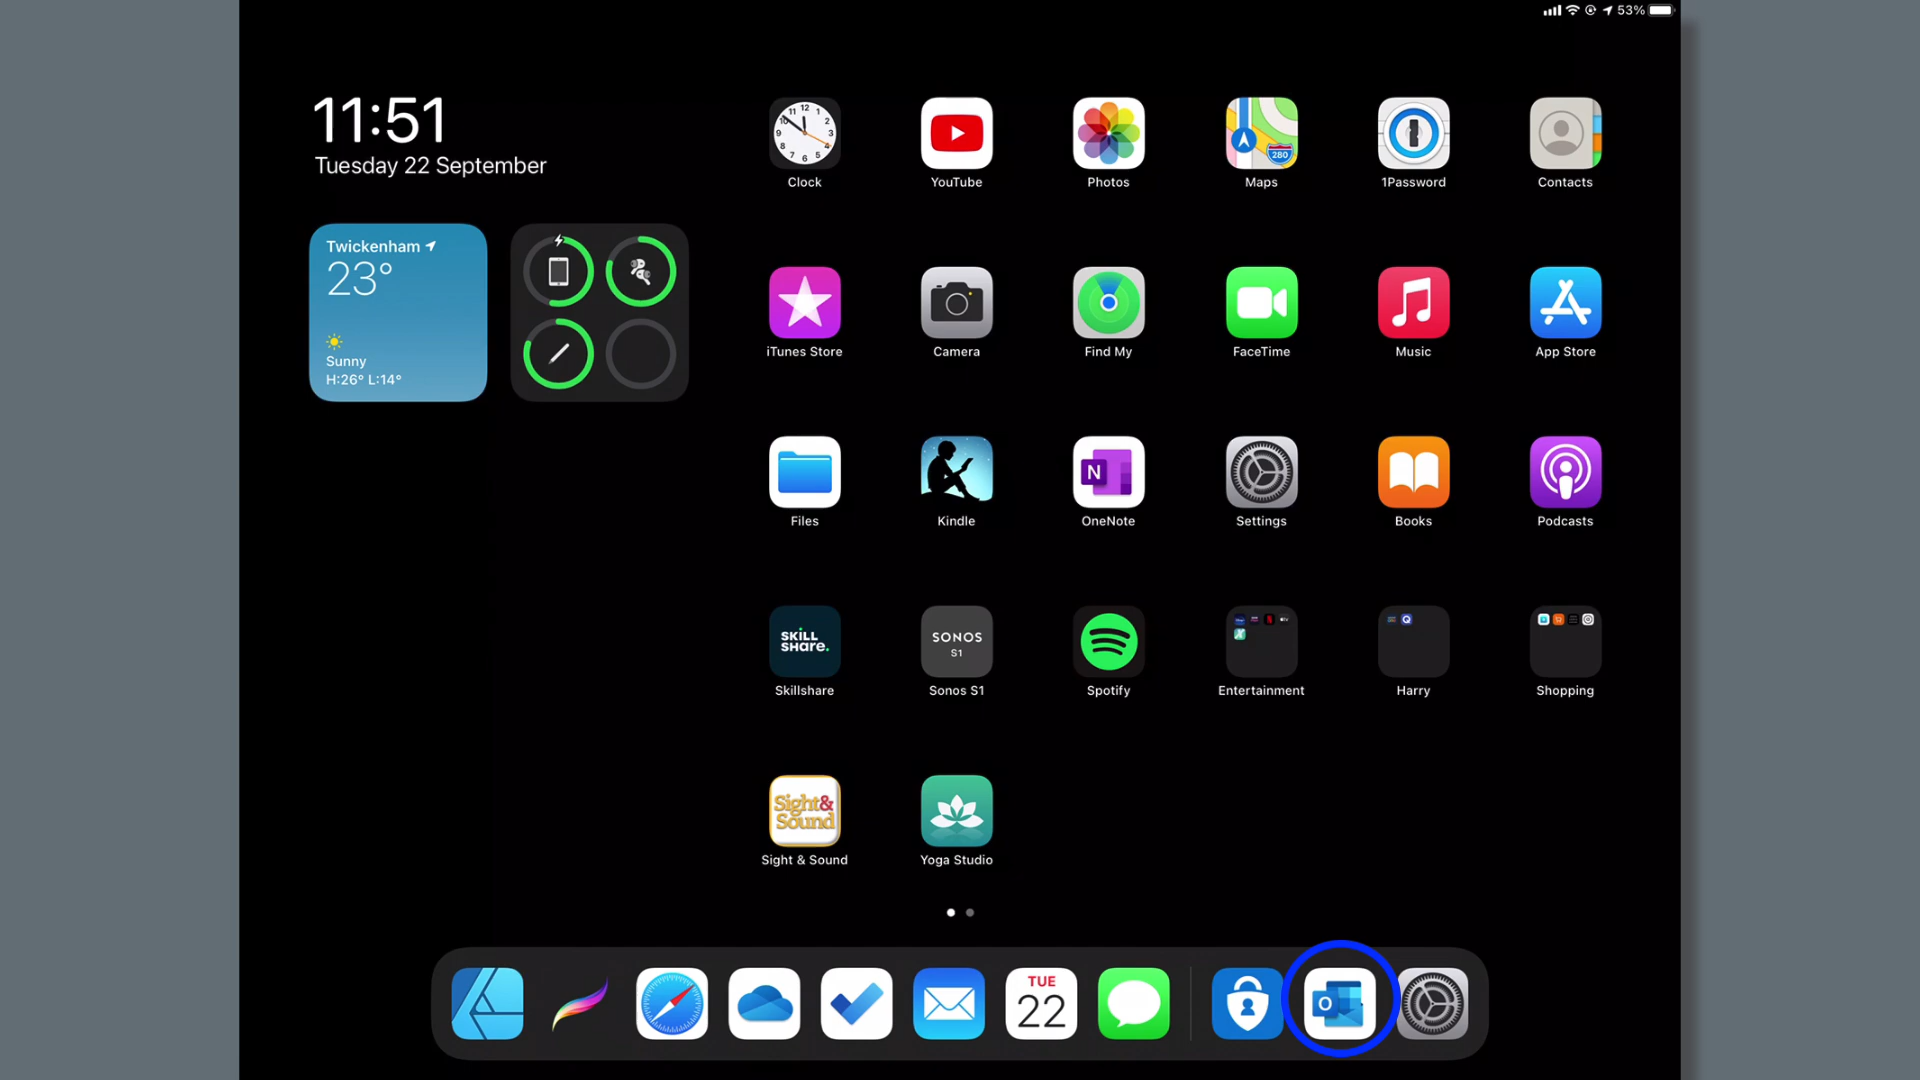 53%
11:51
Tuesday 22 September
Twickenham
23°
Sunny
H:26° L:14°
Clock
YouTube
Photos
280
Maps
1Password
Contacts
iTunes Store
Camera
Find My
FaceTime
Music
App Store
Files
Kindle
N
OneNote
Settings
Books
Podcasts
SKILL
SHARE.
Skillshare
SONOS
S1
Sonos S1
Spotify
Entertainment
Harry
Shopping
Sight&
Sound
Sight & Sound
Yoga Studio
TUE
22
O